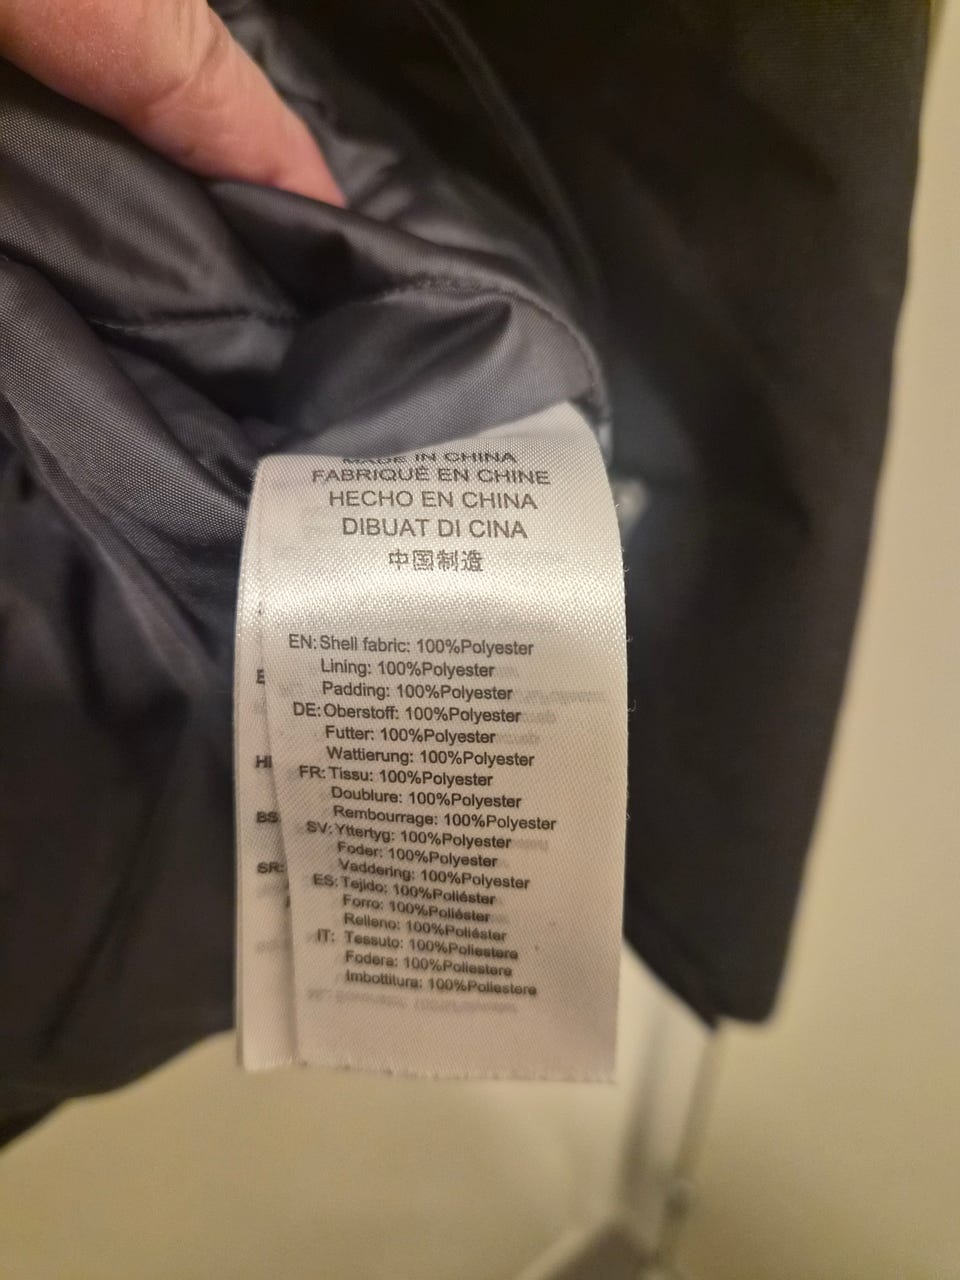 MADE IN CHINA
FABRIQUÉ EN CHINE
HECHO EN CHINA
DIBUAT DI CINA
中国制造
EN: Shell fabric: 100%Polyester
Lining: 100%Polyester
Padding: 100%Polyester
DE: Oberstoff: 100%Polyester
Futter: 100%Polyester
Wattierung: 100%Polyester
FR: Tissu: 100%Polyester
Doublure: 100%Polyester
Rembourrage: 100%Polyester
SV: Yttertyg: 100%Polyester
Foder: 100%Polyester
Vaddering: 100%Polyester
ES: Tejido: 100%Poliéster
Forro: 100%Poliéster
Relleno: 100%Poliéster
IT: Tessuto: 100%Poliestere
Fodera: 100%Poliestere
Imbottitura: 100%Poliestere
BS
SR: